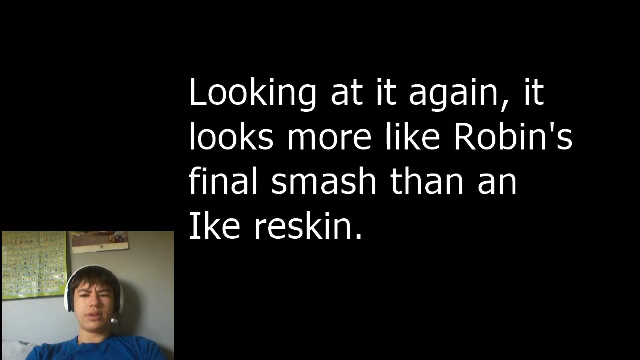 Looking at it again, it
looks more like Robin's
final smash than an
Ike reskin.